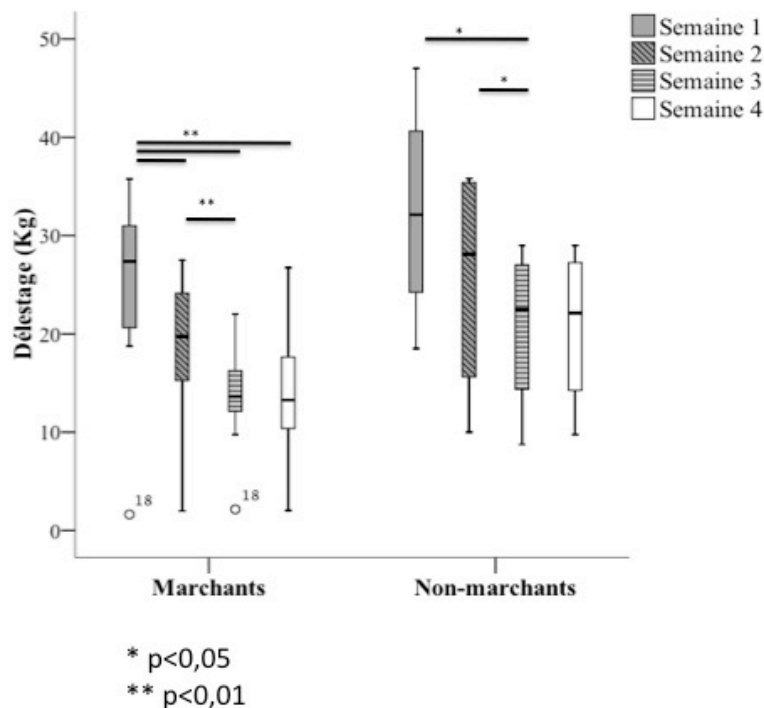 Semaine 1
Semaine 2
Semaine 3
Semaine 4
Délestage (Kg)
50
40
30
20
10
0
**
**
*
*
18
18
Marchants
Non-marchants
* p<0,05
** p<0,01